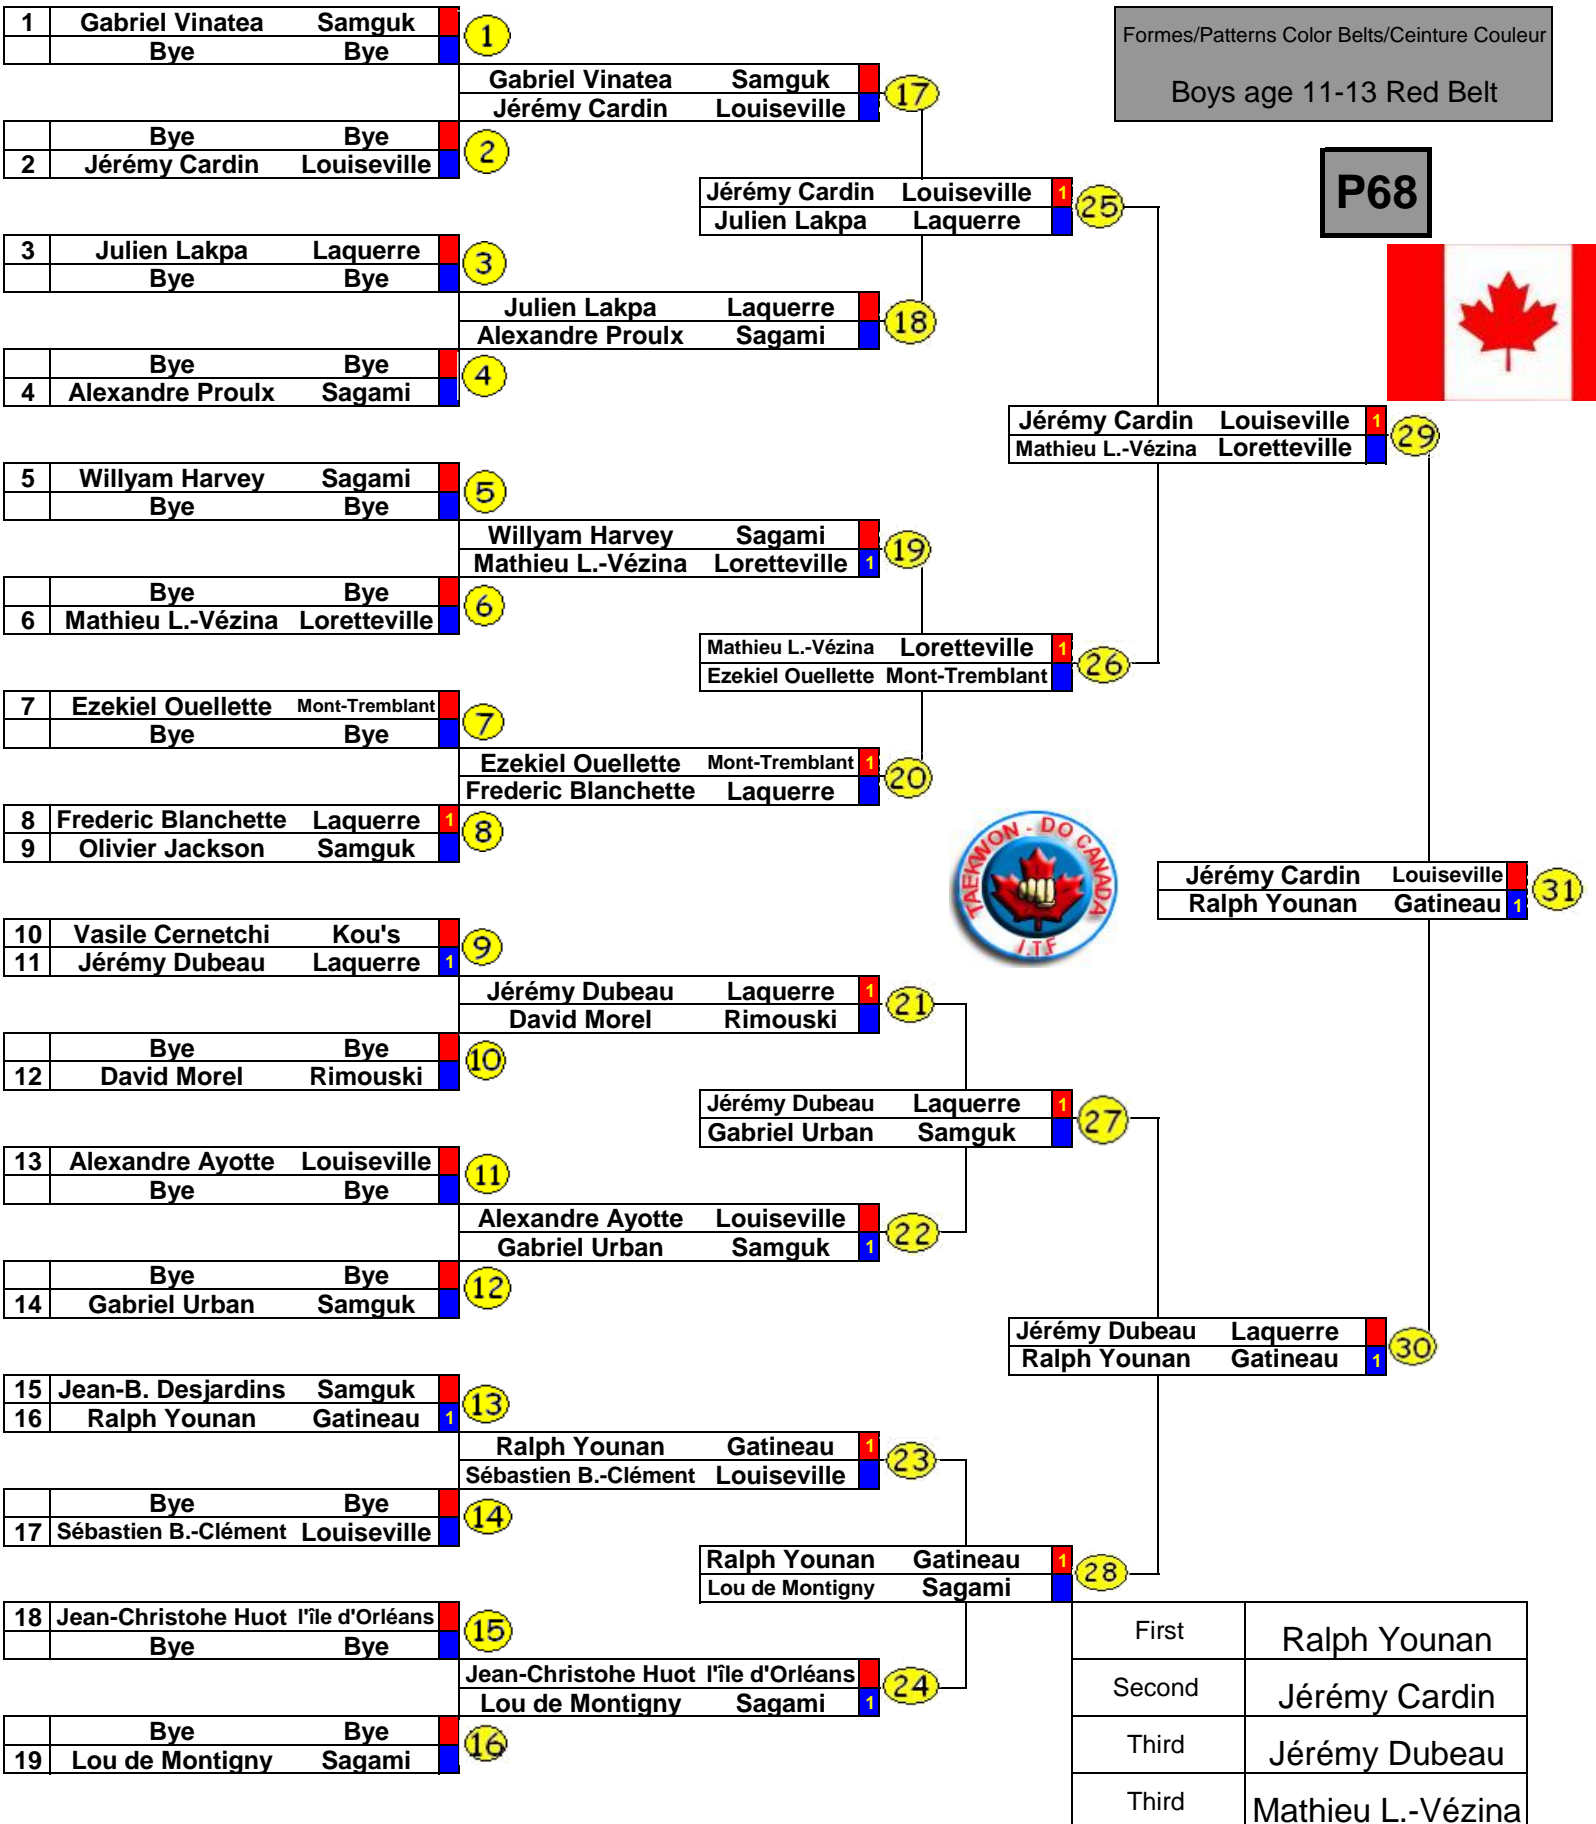 1 Gabriel Vinatea Samguk
Bye Bye
1
Formes/Patterns Color Belts/Ceinture Couleur
Boys age 11-13 Red Belt
Gabriel Vinatea Samguk
Jérémy Cardin Louiseville
17
Bye Bye
2 Jérémy Cardin Louiseville
2
P68
Jérémy Cardin Louiseville 1
Julien Lakpa Laquerre
25
3 Julien Lakpa Laquerre
Bye Bye
3
Julien Lakpa Laquerre
Alexandre Proulx Sagami
18
Bye Bye
4 Alexandre Proulx Sagami
4
Jérémy Cardin Louiseville 1
Mathieu L.-Vézina Loretteville
29
5 Willyam Harvey Sagami
Bye Bye
5
Willyam Harvey Sagami
Mathieu L.-Vézina Loretteville 1
19
Bye Bye
6 Mathieu L.-Vézina Loretteville
6
Mathieu L.-Vézina Loretteville 1
Ezekiel Ouellette Mont-Tremblant
26
7 Ezekiel Ouellette Mont-Tremblant
Bye Bye
7
Ezekiel Ouellette Mont-Tremblant 1
Frederic Blanchette Laquerre
20
8 Frederic Blanchette Laquerre 1
9 Olivier Jackson Samguk
8
TAEKWON - DO CANADA
I.T.F
Jérémy Cardin Louiseville
Ralph Younan Gatineau 1
31
10 Vasile Cernetchi Kou's
11 Jérémy Dubeau Laquerre 1
9
Jérémy Dubeau Laquerre 1
David Morel Rimouski
21
Bye Bye
12 David Morel Rimouski
10
Jérémy Dubeau Laquerre 1
Gabriel Urban Samguk
27
13 Alexandre Ayotte Louiseville
Bye Bye
11
Alexandre Ayotte Louiseville
Gabriel Urban Samguk 1
22
Bye Bye
14 Gabriel Urban Samguk
12
Jérémy Dubeau Laquerre
Ralph Younan Gatineau 1
30
15 Jean-B. Desjardins Samguk
16 Ralph Younan Gatineau 1
13
Ralph Younan Gatineau 1
Sébastien B.-Clément Louiseville
23
Bye Bye
17 Sébastien B.-Clément Louiseville
14
Ralph Younan Gatineau 1
Lou de Montigny Sagami
28
18 Jean-Christohe Huot l'île d'Orléans
Bye Bye
15
Jean-Christohe Huot l'île d'Orléans
Lou de Montigny Sagami 1
24
Bye Bye
19 Lou de Montigny Sagami
16
First Ralph Younan
Second Jérémy Cardin
Third Jérémy Dubeau
Third Mathieu L.-Vézina